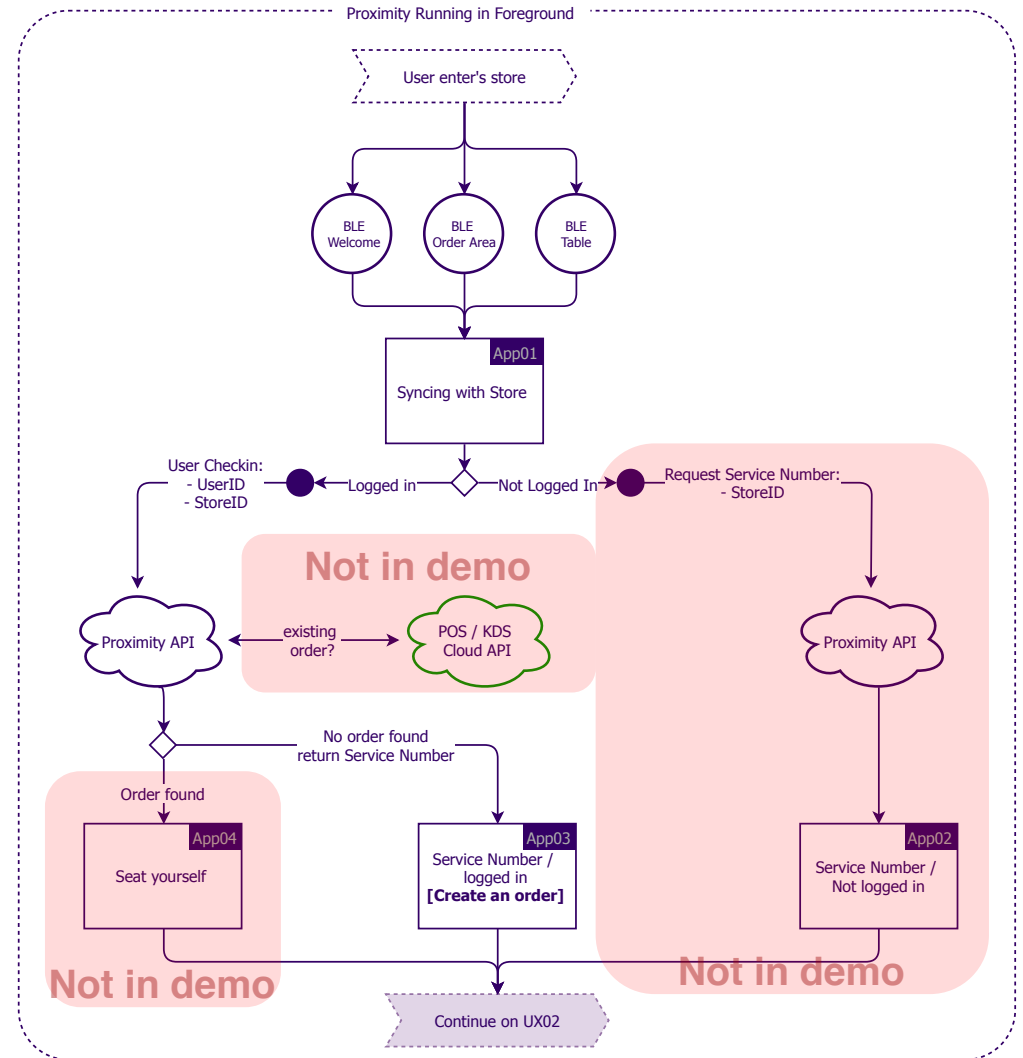 Proximity Running in Foreground
User enter's store
BLE
Welcome
BLE
Order Area
BLE
Table
App01
Syncing with Store
User Checkin:
- UserID
- StoreID
Logged in
Not Logged In
Request Service Number:
- StoreID
Not in demo
Proximity API
existing
order?
POS / KDS
Cloud API
Proximity API
No order found
return Service Number
Order found
App04
Seat yourself
App03
Service Number /
logged in
[Create an order]
App02
Service Number /
Not logged in
Not in demo
Not in demo
Continue on UX02